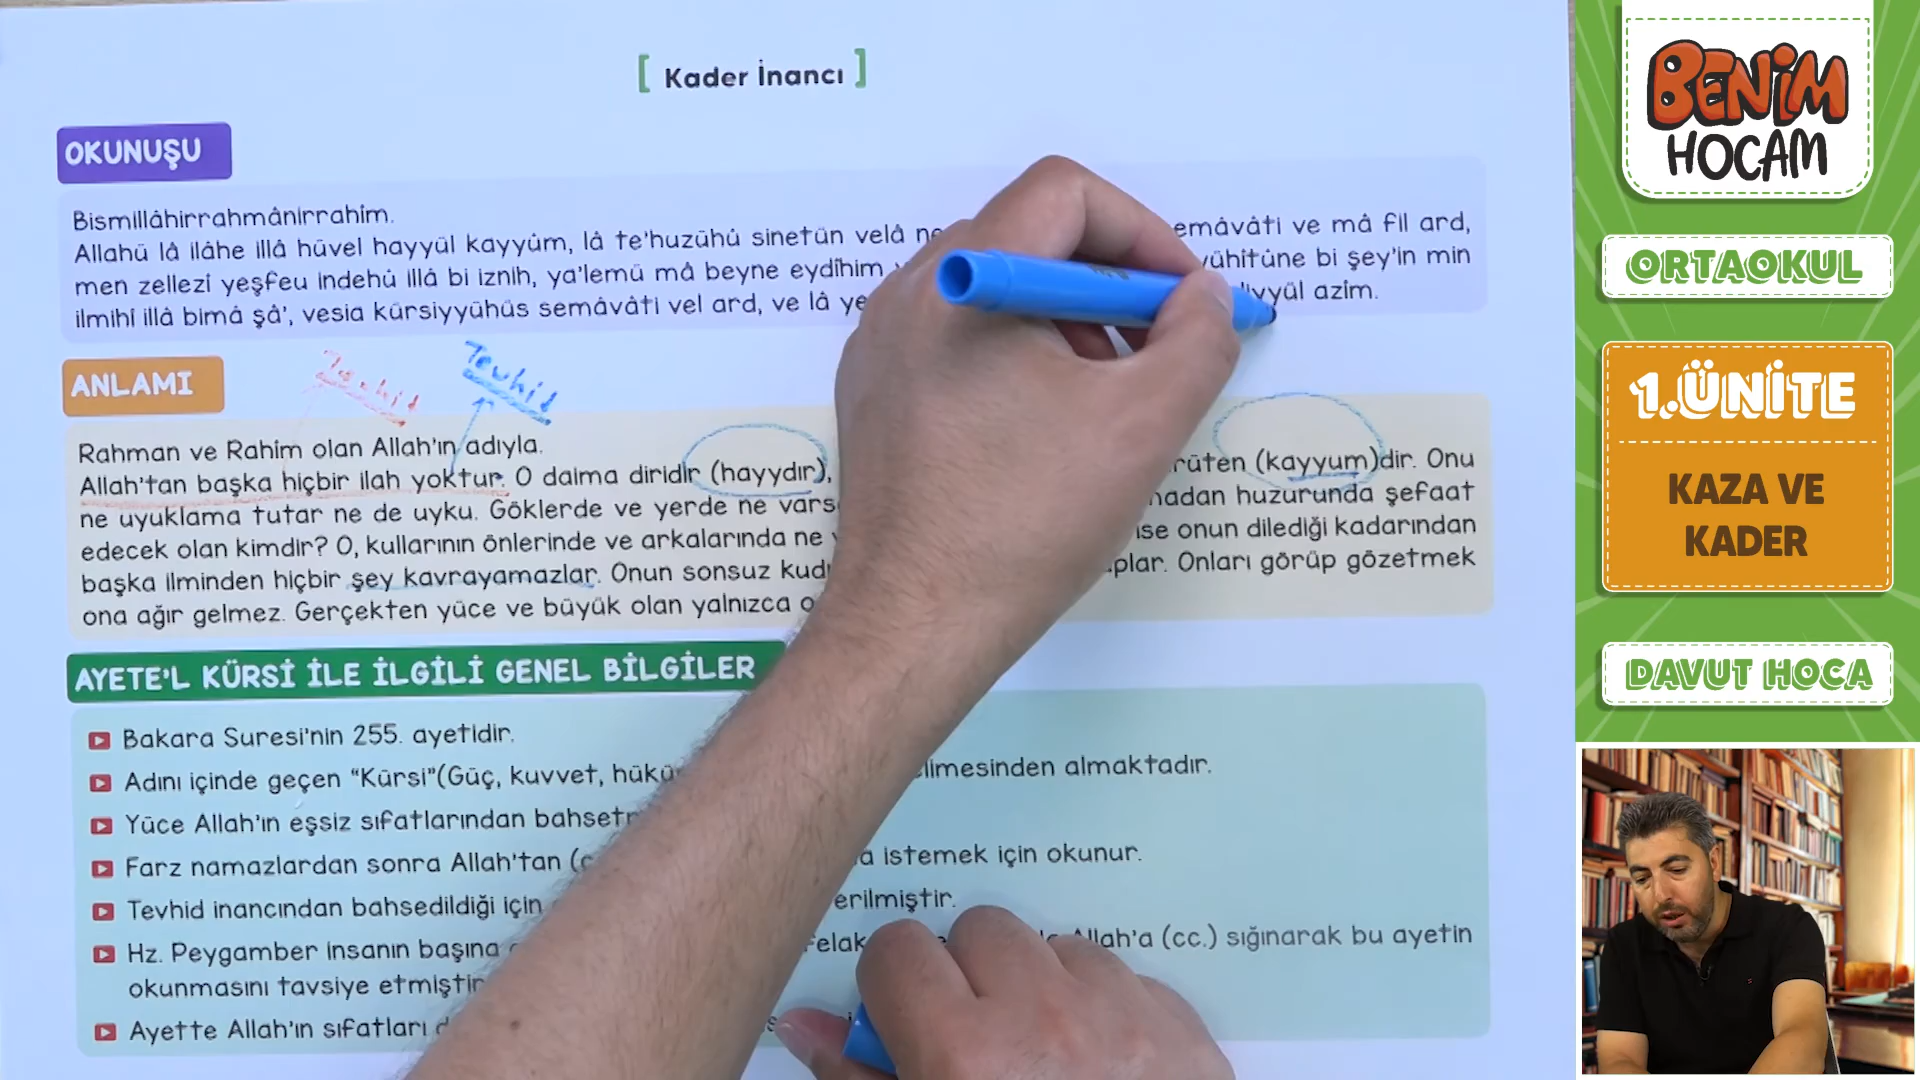 [ Kader İnancı ]
OKUNUŞU
Bismillâhirrahmânirrahîm.
Allahü lâ ilâhe illâ hüvel hayyül kayyûm, lâ te'huzühû sinetün velâ ne emâvâti ve mâ fil ard,
men zellezî yeşfeu indehû illâ bi iznih, ya'lemü mâ beyne eydîhim yühîtûne bi şey'in min
ilmihî illâ bimâ şâ', vesia kürsiyyühüs semâvâti vel ard, ve lâ ye liyyül azîm.
Tevhid Tevhid
ANLAMI
Rahman ve Rahîm olan Allah'ın adıyla.
Allah'tan başka hiçbir ilah yoktur. O daima diridir (hayydır), rüten (kayyum)dir. Onu
ne uyuklama tutar ne de uyku. Göklerde ve yerde ne vars madan huzurunda şefaat
edecek olan kimdir? O, kullarının önlerinde ve arkalarında ne ise onun dilediği kadarından
başka ilminden hiçbir şey kavrayamazlar. Onun sonsuz kud plar. Onları görüp gözetmek
ona ağır gelmez. Gerçekten yüce ve büyük olan yalnızca o
AYETE'L KÜRSİ İLE İLGİLİ GENEL BİLGİLER
Bakara Suresi'nin 255. ayetidir.
Adını içinde geçen "Kürsi"(Güç, kuvvet, hükü limesinden almaktadır.
Yüce Allah'ın eşsiz sıfatlarından bahset
Farz namazlardan sonra Allah'tan (c a istemek için okunur.
Tevhid inancından bahsedildiği için erilmiştir.
Hz. Peygamber insanın başına felak Allah'a (cc.) sığınarak bu ayetin
okunmasını tavsiye etmiştir
Ayette Allah'ın sıfatları
BENİM
HOCAM
ORTAOKUL
1.ÜNİTE
KAZA VE
KADER
DAVUT HOCA